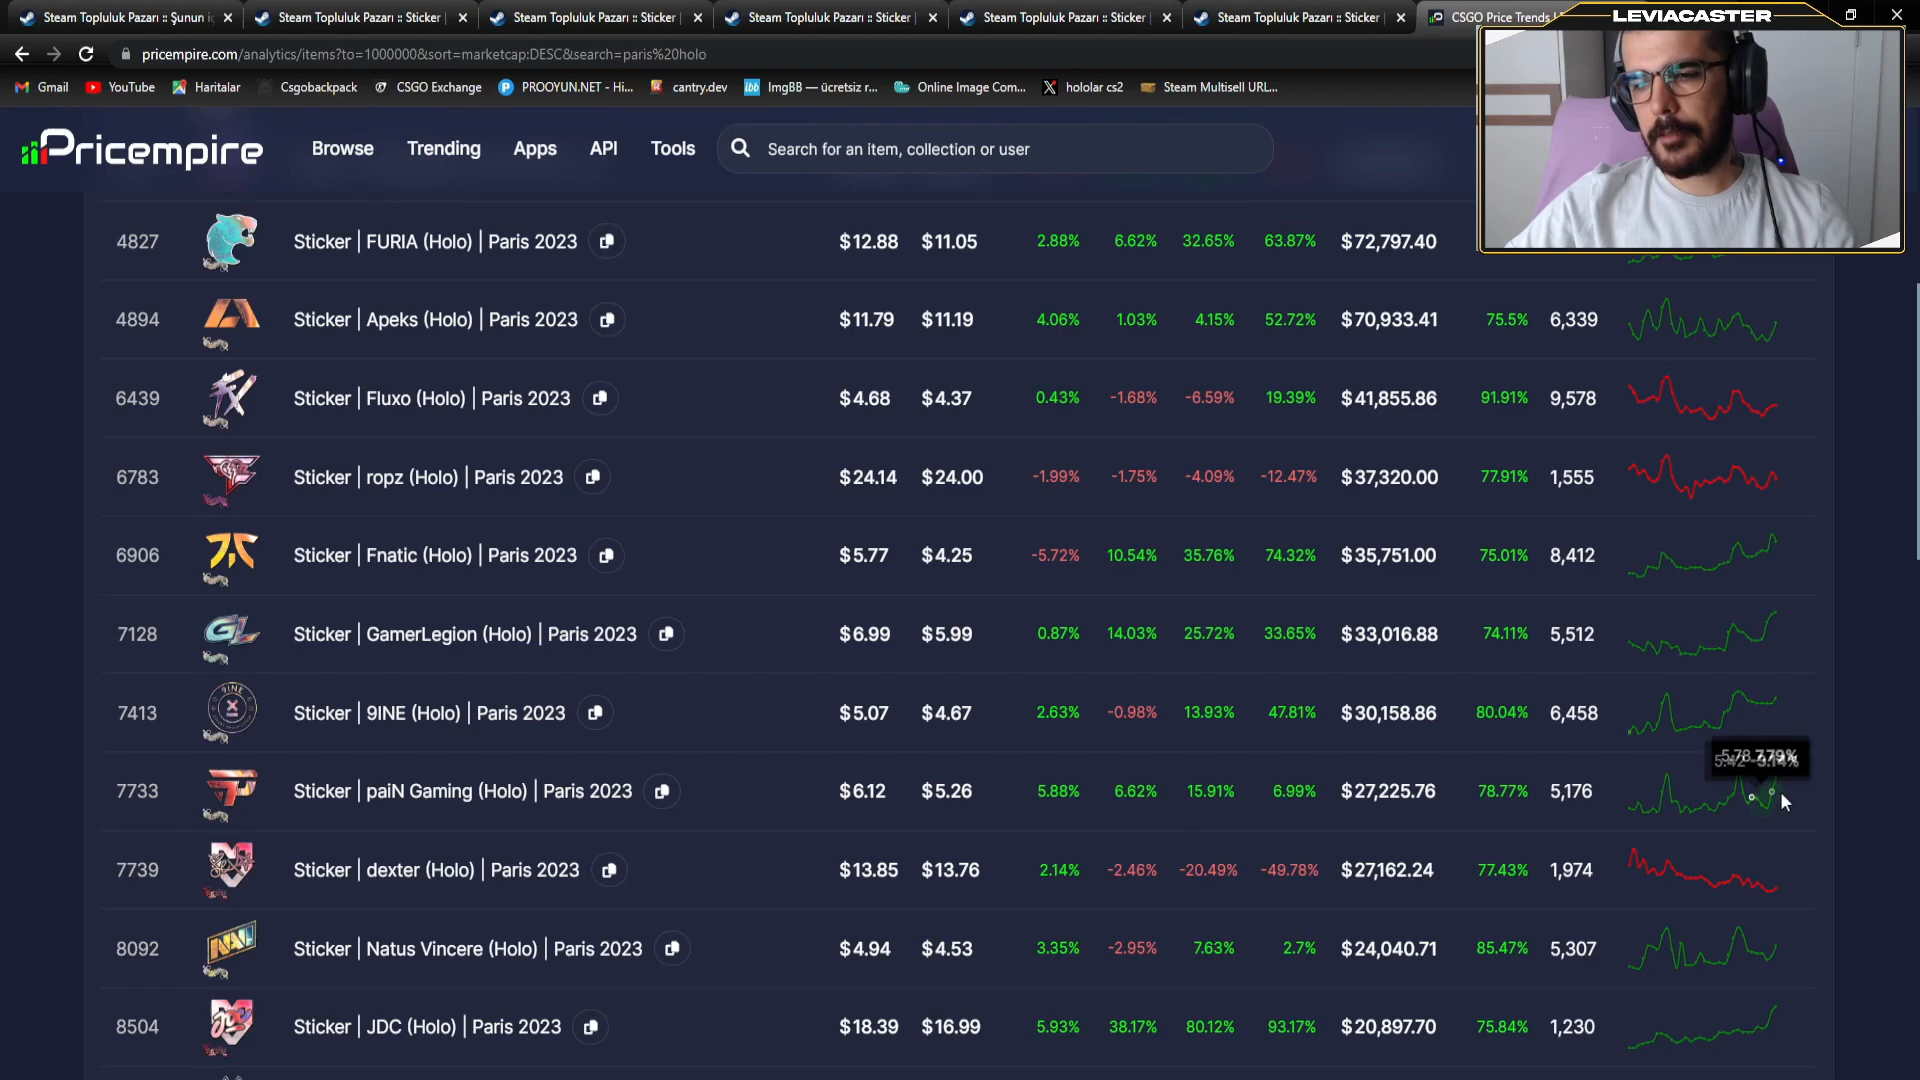 Steam Topluluk Pazarı :: Şunun iç
Steam Topluluk Pazarı :: Sticker |
Steam Topluluk Pazarı :: Sticker |
Steam Topluluk Pazarı :: Sticker |
Steam Topluluk Pazarı :: Sticker |
Steam Topluluk Pazarı :: Sticker |
CSGO Price Trends |
LEVIACASTER
pricempire.com/analytics/items?to=1000000&sort=marketcap:DESC&search=paris%20holo
Gmail YouTube Haritalar Csgobackpack CSGO Exchange PROOYUN.NET - Hi... cantry.dev ImgBB — ücretsiz r... Online Image Com... hololar cs2 Steam Multisell URL...
Pricempire Browse Trending Apps API Tools Search for an item, collection or user
4827 Sticker | FURIA (Holo) | Paris 2023 $12.88 $11.05 2.88% 6.62% 32.65% 63.87% $72,797.40
4894 Sticker | Apeks (Holo) | Paris 2023 $11.79 $11.19 4.06% 1.03% 4.15% 52.72% $70,933.41 75.5% 6,339
6439 Sticker | Fluxo (Holo) | Paris 2023 $4.68 $4.37 0.43% -1.68% -6.59% 19.39% $41,855.86 91.91% 9,578
6783 Sticker | ropz (Holo) | Paris 2023 $24.14 $24.00 -1.99% -1.75% -4.09% -12.47% $37,320.00 77.91% 1,555
6906 Sticker | Fnatic (Holo) | Paris 2023 $5.77 $4.25 -5.72% 10.54% 35.76% 74.32% $35,751.00 75.01% 8,412
7128 Sticker | GamerLegion (Holo) | Paris 2023 $6.99 $5.99 0.87% 14.03% 25.72% 33.65% $33,016.88 74.11% 5,512
7413 Sticker | 9INE (Holo) | Paris 2023 $5.07 $4.67 2.63% -0.98% 13.93% 47.81% $30,158.86 80.04% 6,458
7733 Sticker | paiN Gaming (Holo) | Paris 2023 $6.12 $5.26 5.88% 6.62% 15.91% 6.99% $27,225.76 78.77% 5,176
7739 Sticker | dexter (Holo) | Paris 2023 $13.85 $13.76 2.14% -2.46% -20.49% -49.78% $27,162.24 77.43% 1,974
8092 Sticker | Natus Vincere (Holo) | Paris 2023 $4.94 $4.53 3.35% -2.95% 7.63% 2.7% $24,040.71 85.47% 5,307
8504 Sticker | JDC (Holo) | Paris 2023 $18.39 $16.99 5.93% 38.17% 80.12% 93.17% $20,897.70 75.84% 1,230